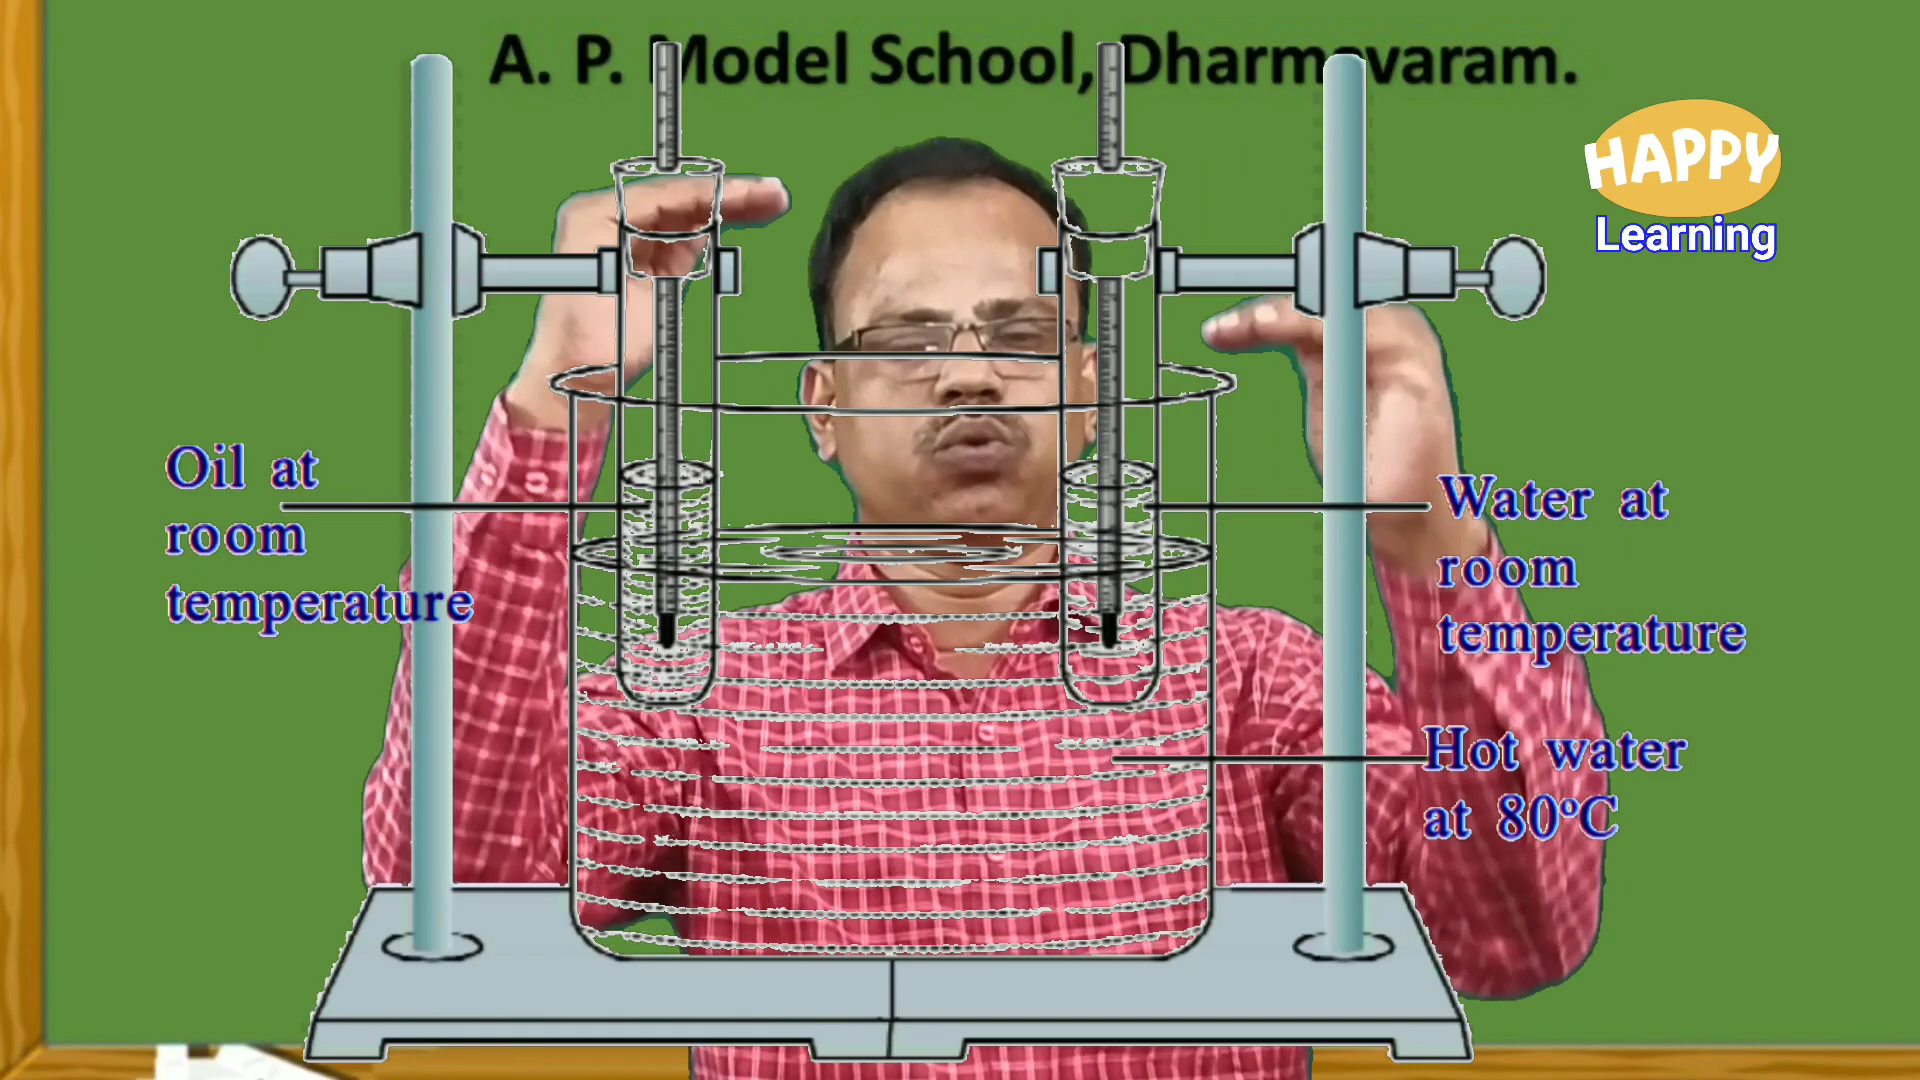 A. P. Model School, Dharmavaram.
HAPPY
Learning
Oil at
room
temperature
Water at
room
temperature
Hot water
at 80°C